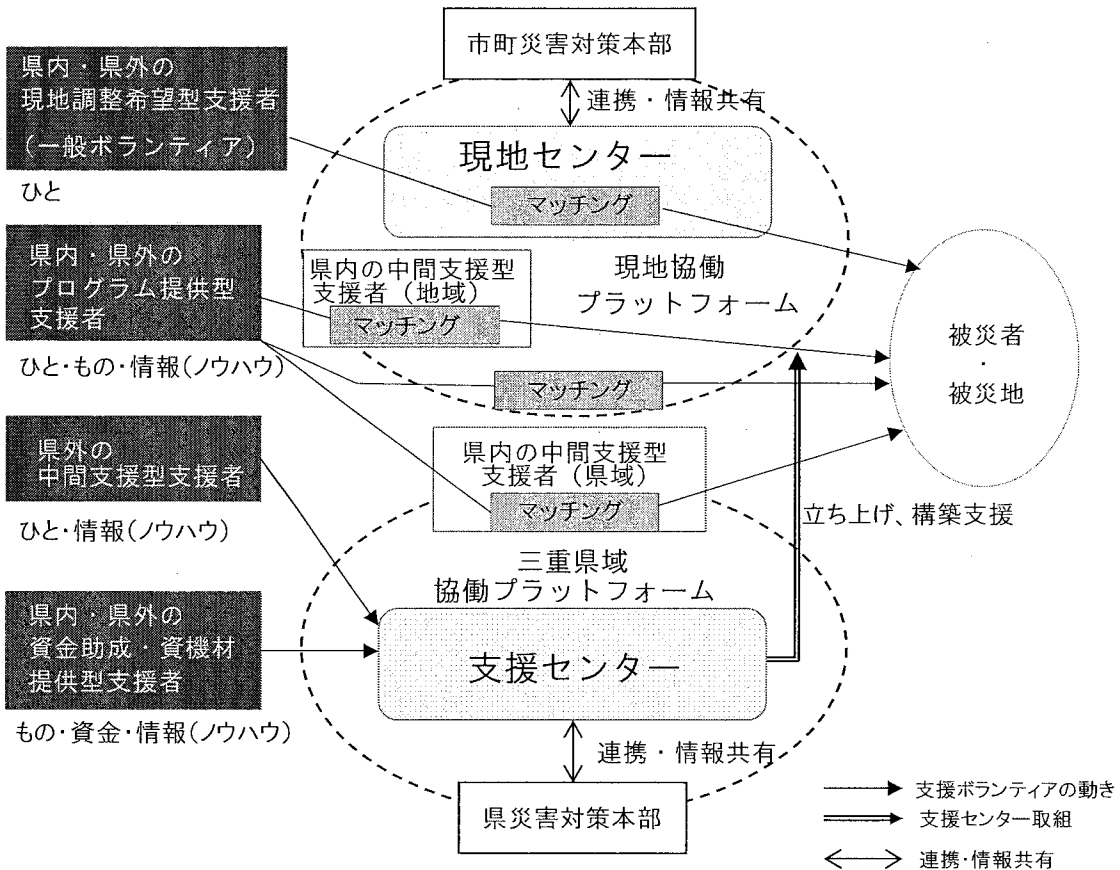 市町災害対策本部
連携・情報共有
現地センター
マッチング
県内・県外の
現地調整希望型支援者
(一般ボランティア)
ひと
県内・県外の
プログラム提供型
支援者
ひと・もの・情報(ノウハウ)
県内の中間支援型
支援者(地域)
マッチング
現地協働
プラットフォーム
マッチング
被災者
・
被災地
県外の
中間支援型支援者
ひと・情報(ノウハウ)
県内の中間支援型
支援者(県域)
マッチング
立ち上げ、構築支援
三重県域
協働プラットフォーム
県内・県外の
資金助成・資機材
提供型支援者
もの・資金・情報(ノウハウ)
支援センター
連携・情報共有
県災害対策本部
支援ボランティアの動き
支援センター取組
連携・情報共有